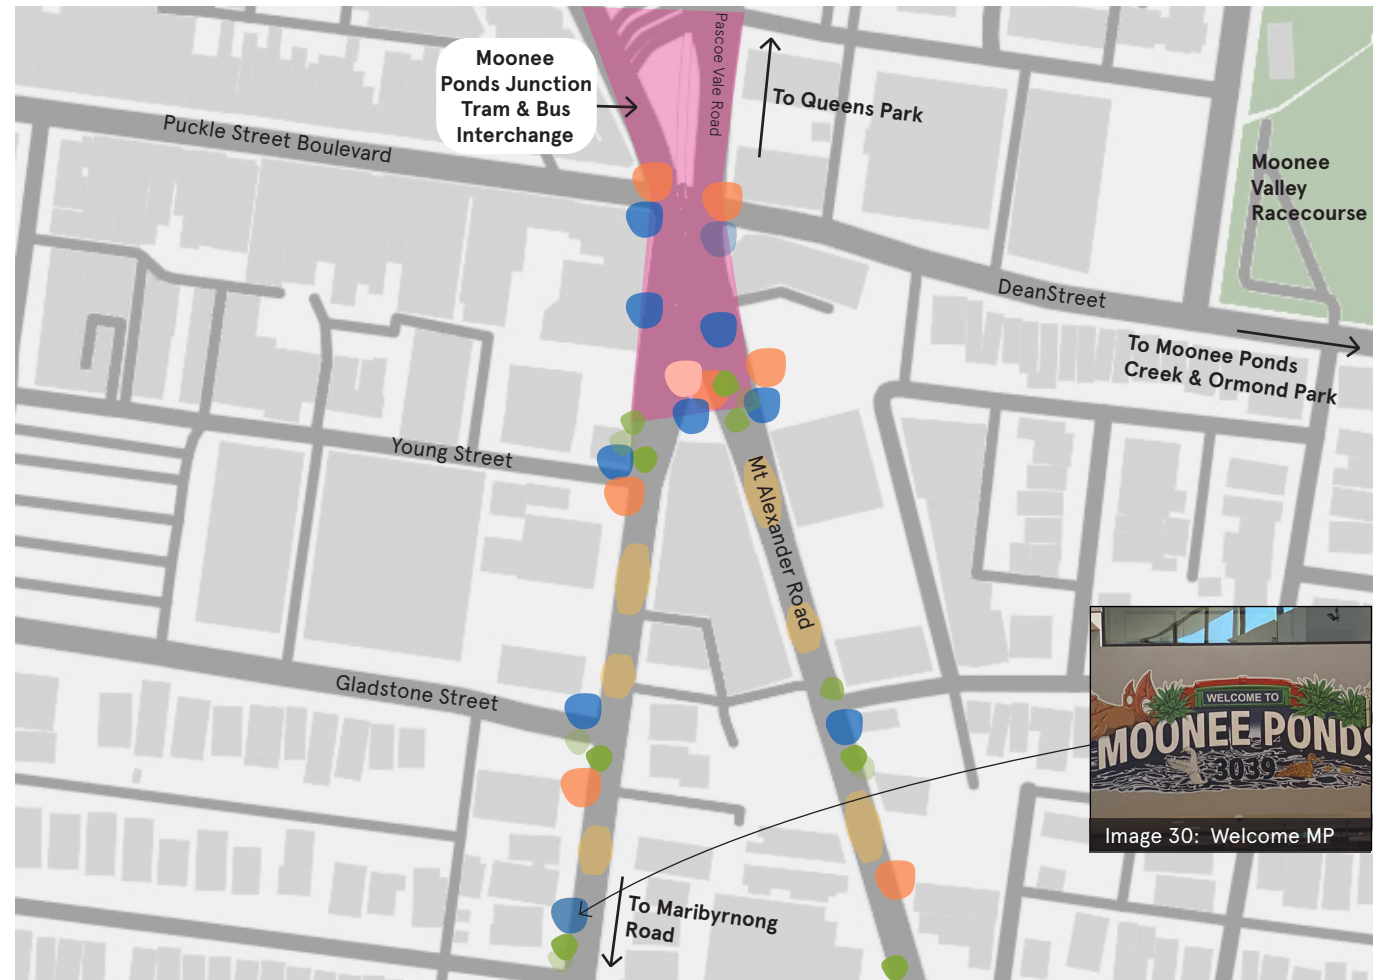 Pascoe Vale Road
Moonee
Ponds Junction
Tram & Bus
Interchange
To Queens Park
Puckle Street Boulevard
Moonee
Valley
Racecourse
DeanStreet
To Moonee Ponds
Creek & Ormond Park
Young Street
Mt Alexander Road
Gladstone Street
WELCOME TO
MOONEE PONDS
3039
Image 30: Welcome MP
To Maribyrnong
Road